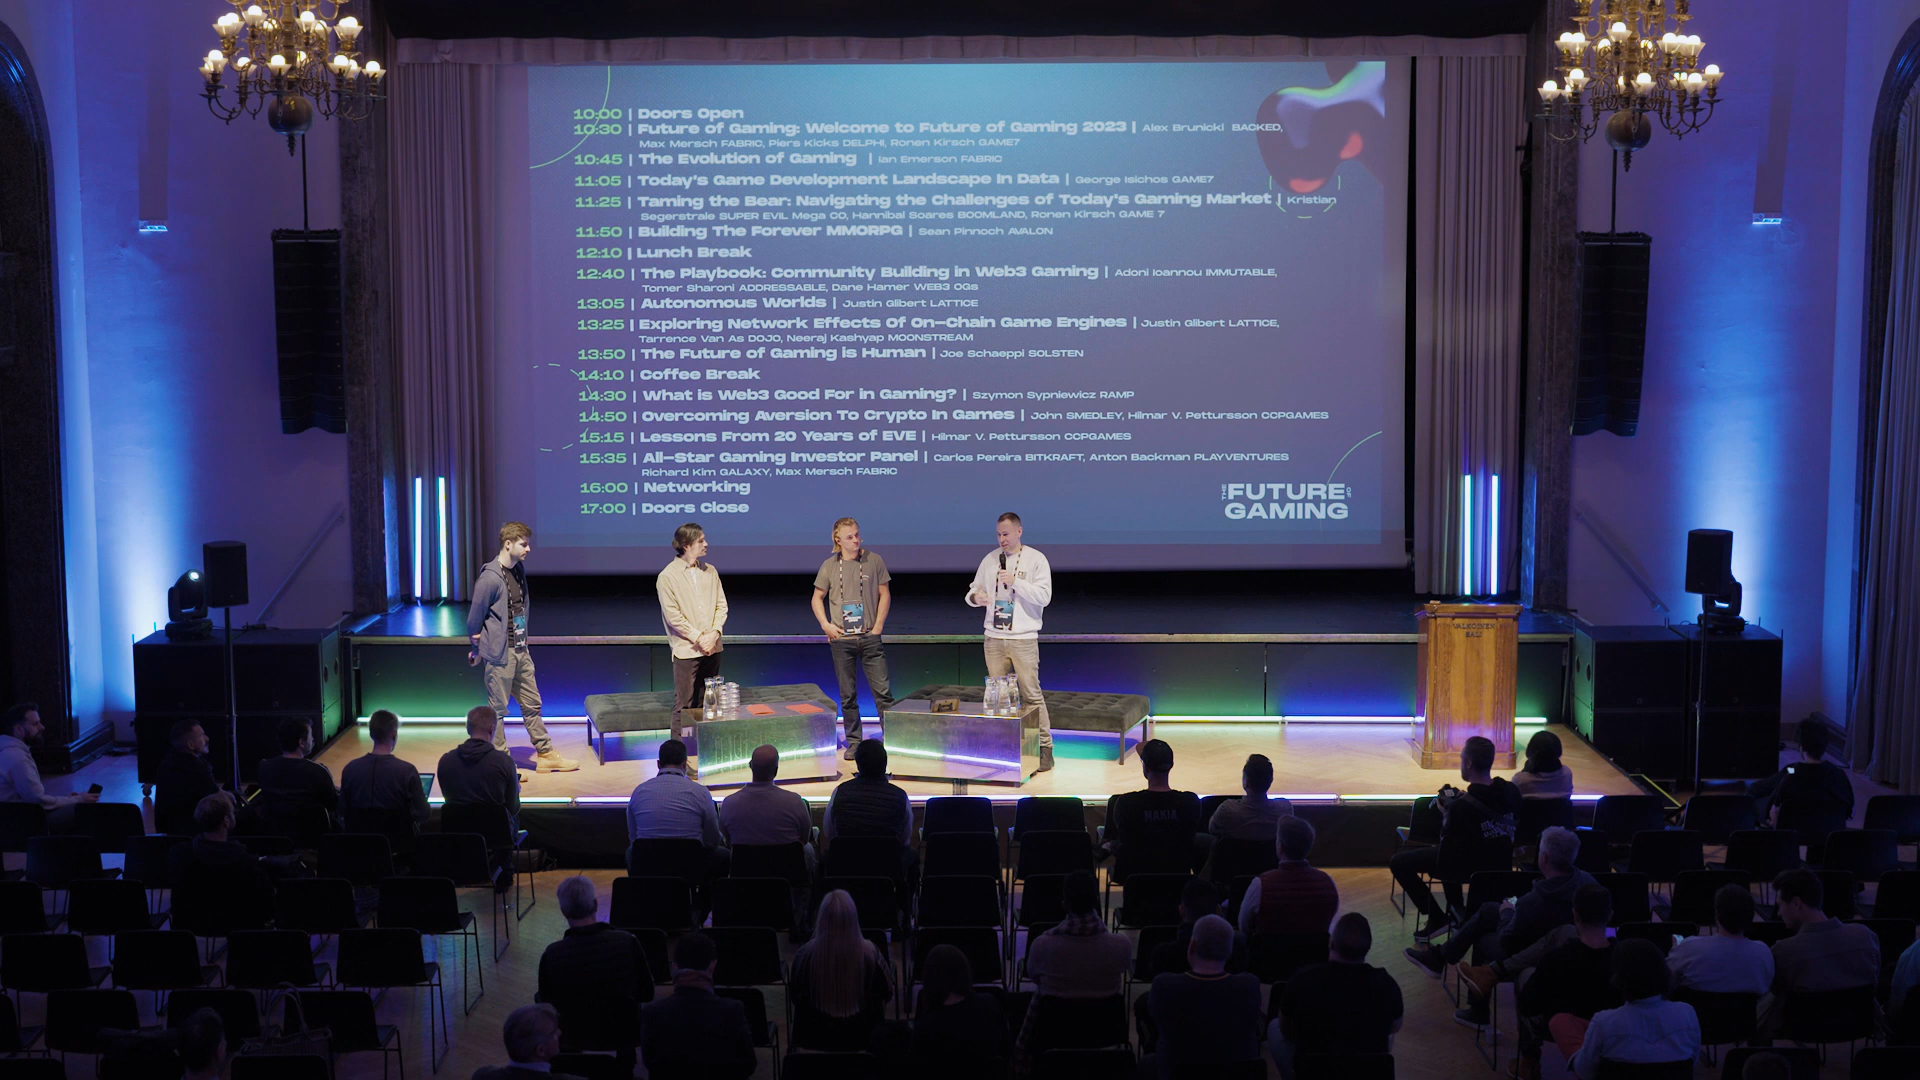 10:00 | Doors Open
10:30 | Future of Gaming: Welcome to Future of Gaming 2023 | Alex Brunicki BACKED,
Max Mersch FABRIC, Piers Kicks DELPHI, Ronen Kirsch GAME7
10:45 | The Evolution of Gaming | Ian Emerson FABRIC
11:05 | Today's Game Development Landscape In Data | George Isichos GAME7
11:25 | Taming the Bear: Navigating the Challenges of Today's Gaming Market | Kristian
Segerstrale SUPER EVIL Mega CO, Hannibal Soares BOOMLAND, Ronen Kirsch GAME 7
11:50 | Building The Forever MMORPG | Sean Pinnoch AVALON
12:10 | Lunch Break
12:40 | The Playbook: Community Building in Web3 Gaming | Adoni Ioannou IMMUTABLE,
Tomer Sharoni ADDRESSABLE, Dane Hamer WEB3 OGs
13:05 | Autonomous Worlds | Justin Glibert LATTICE
13:25 | Exploring Network Effects Of On-Chain Game Engines | Justin Glibert LATTICE,
Tarrence Van As DOJO, Neeraj Kashyap MOONSTREAM
13:50 | The Future of Gaming is Human | Joe Schaeppi SOLSTEN
14:10 | Coffee Break
14:30 | What is Web3 Good For in Gaming? | Szymon Sypniewicz RAMP
14:50 | Overcoming Aversion To Crypto In Games | John SMEDLEY, Hilmar V. Pettursson CCPGAMES
15:15 | Lessons From 20 Years of EVE | Hilmar V. Pettursson CCPGAMES
15:35 | All-Star Gaming Investor Panel | Carlos Pereira BITKRAFT, Anton Backman PLAYVENTURES
Richard Kim GALAXY, Max Mersch FABRIC
16:00 | Networking
17:00 | Doors Close
THE FUTURE OF
GAMING
VALKOINEN
SALI
MAKIA